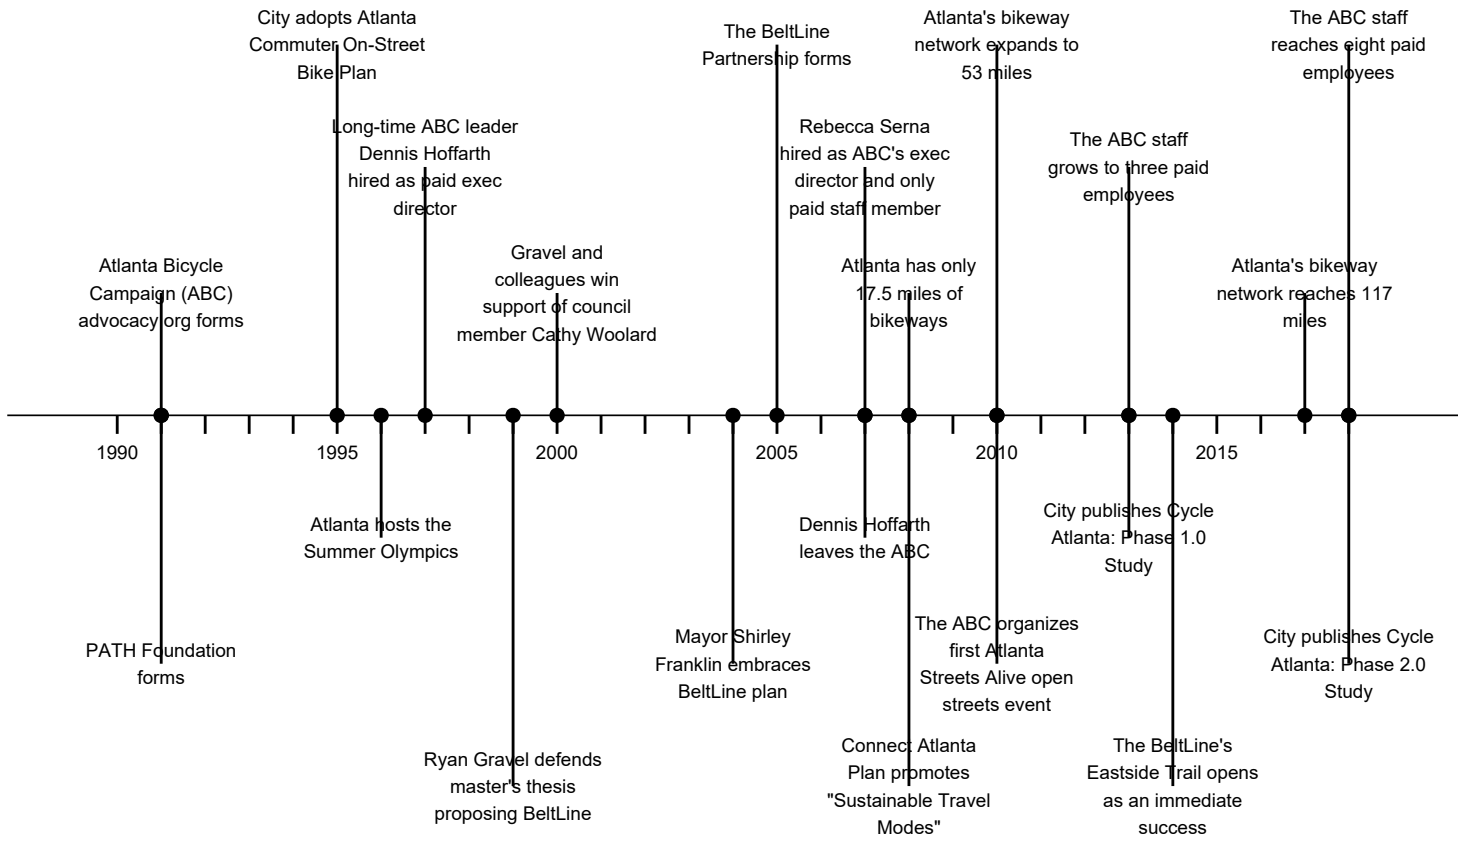 City adopts Atlanta
Commuter On-Street
Bike Plan
The BeltLine
Partnership forms
Atlanta's bikeway
network expands to
53 miles
The ABC staff
reaches eight paid
employees
Long-time ABC leader
Dennis Hoffarth
hired as paid exec
director
Rebecca Serna
hired as ABC's exec
director and only
paid staff member
The ABC staff
grows to three paid
employees
Atlanta Bicycle
Campaign (ABC)
advocacy org forms
Gravel and
colleagues win
support of council
member Cathy Woolard
Atlanta has only
17.5 miles of
bikeways
Atlanta's bikeway
network reaches 117
miles
1990 1995 2000 2005 2010 2015
Atlanta hosts the
Summer Olympics
Dennis Hoffarth
leaves the ABC
City publishes Cycle
Atlanta: Phase 1.0
Study
PATH Foundation
forms
Mayor Shirley
Franklin embraces
BeltLine plan
The ABC organizes
first Atlanta
Streets Alive open
streets event
City publishes Cycle
Atlanta: Phase 2.0
Study
Ryan Gravel defends
master's thesis
proposing BeltLine
Connect Atlanta
Plan promotes
"Sustainable Travel
Modes"
The BeltLine's
Eastside Trail opens
as an immediate
success